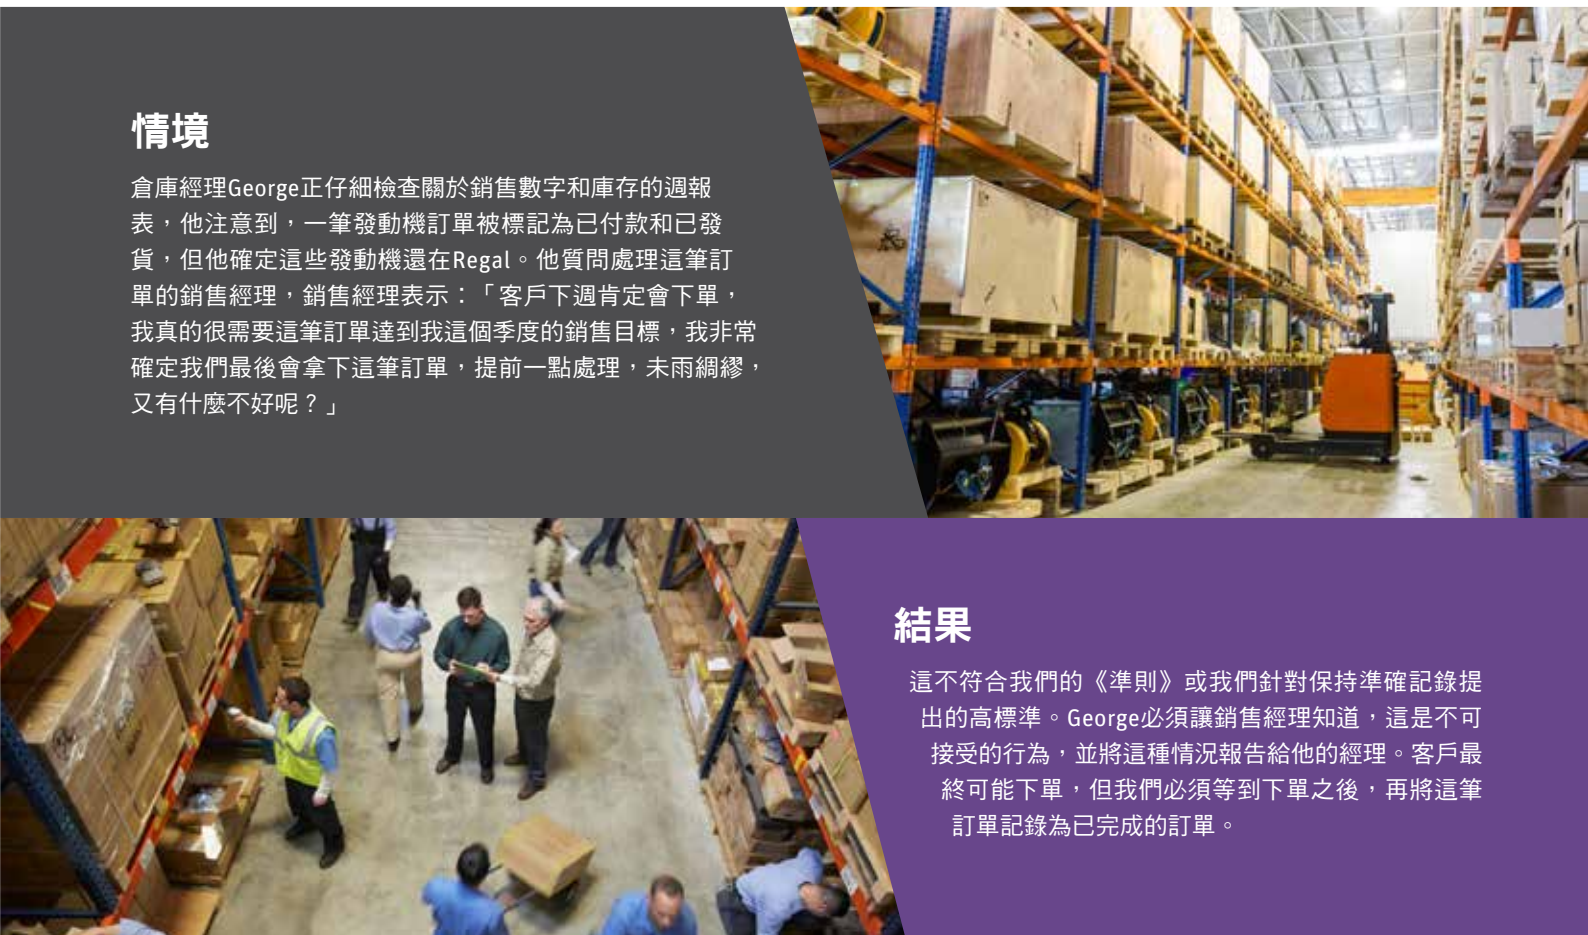 情境
倉庫經理George正仔細檢查關於銷售數字和庫存的週報
表，他注意到，一筆發動機訂單被標記為已付款和已發
貨，但他確定這些發動機還在Regal。他質問處理這筆訂
單的銷售經理，銷售經理表示：「客戶下週肯定會下單，
我真的很需要這筆訂單達到我這個季度的銷售目標，我非常
確定我們最後會拿下這筆訂單，提前一點處理，未雨綢繆，
又有什麼不好呢？」
結果
這不符合我們的《準則》或我們針對保持準確記錄提
出的高標準。George必須讓銷售經理知道，這是不可
接受的行為，並將這種情況報告給他的經理。客戶最
終可能下單，但我們必須等到下單之後，再將這筆
訂單記錄為已完成的訂單。